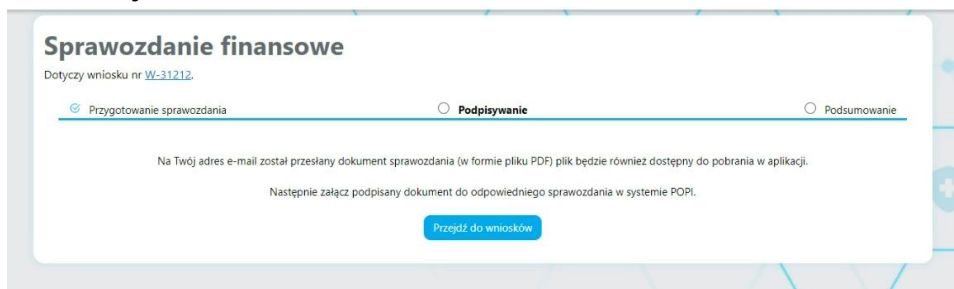 Sprawozdanie finansowe
Dotyczy wniosku nr W-31212.
Przygotowanie sprawozdania
Podpisywanie
Podsumowanie
Na Twój adres e-mail został przesłany dokument sprawozdania (w formie pliku PDF) plik będzie również dostępny do pobrania w aplikacji.
Następnie załącz podpisany dokument do odpowiedniego sprawozdania w systemie POPI.
Przejdź do wniosków